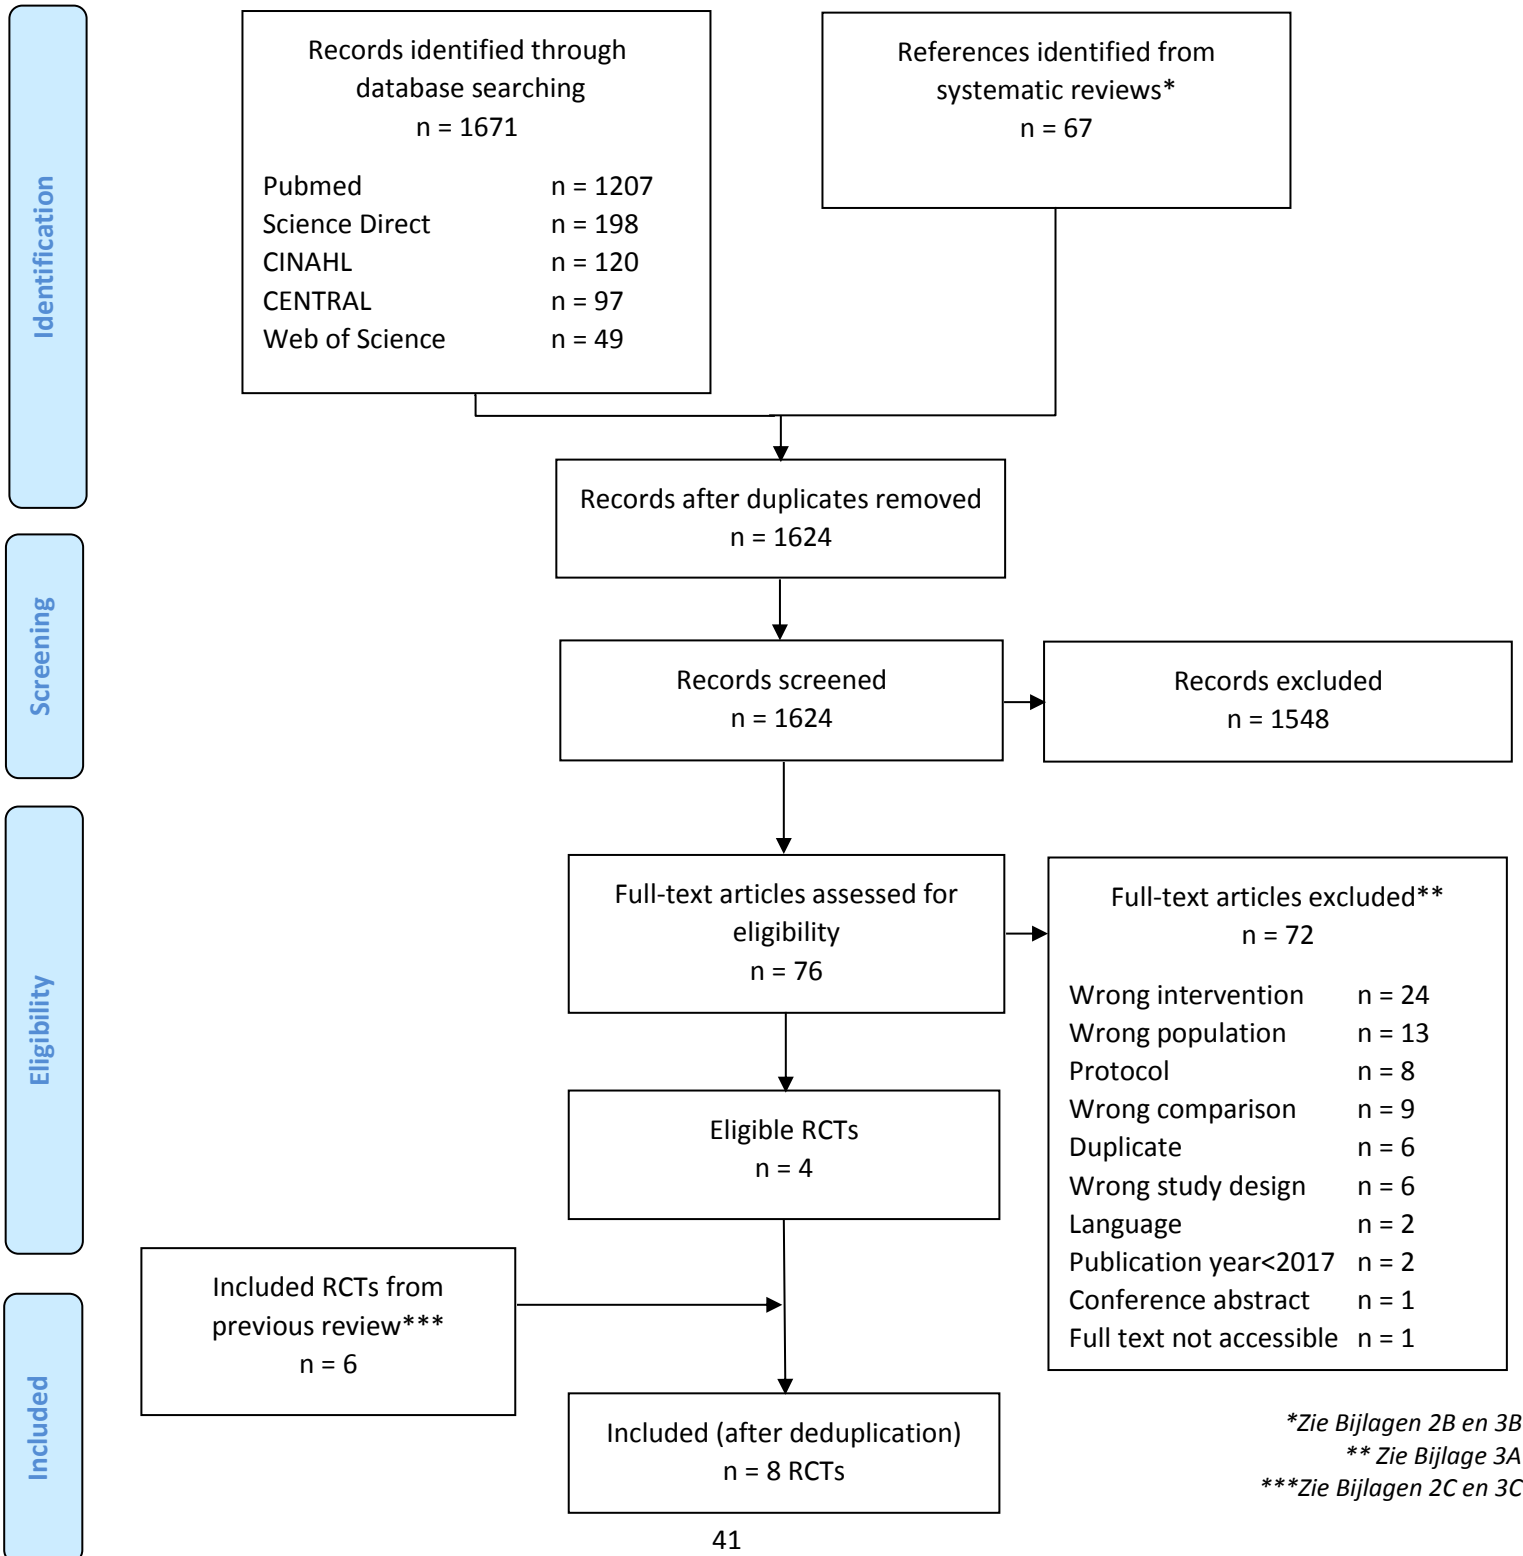 Identification
Records identified through
database searching
n = 1671
Pubmed n = 1207
Science Direct n = 198
CINAHL n = 120
CENTRAL n = 97
Web of Science n = 49
References identified from
systematic reviews*
n = 67
Records after duplicates removed
n = 1624
Screening
Records screened
n = 1624
Records excluded
n = 1548
Eligibility
Full-text articles assessed for
eligibility
n = 76
Full-text articles excluded**
n = 72
Wrong intervention n = 24
Wrong population n = 13
Protocol n = 8
Wrong comparison n = 9
Duplicate n = 6
Wrong study design n = 6
Language n = 2
Publication year<2017 n = 2
Conference abstract n = 1
Full text not accessible n = 1
Eligible RCTs
n = 4
Included RCTs from
previous review***
n = 6
Included
Included (after deduplication)
n = 8 RCTs
*Zie Bijlagen 2B en 3B
** Zie Bijlage 3A
***Zie Bijlagen 2C en 3C
41